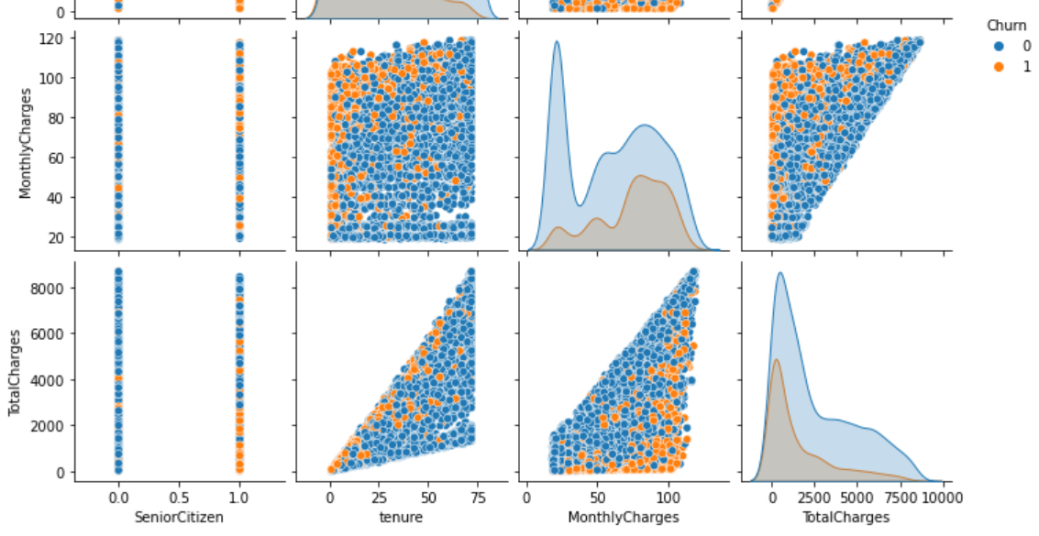 0
Churn
0
1
120
100
80
60
40
20
MonthlyCharges
8000
6000
4000
2000
0
TotalCharges
0.0 0.5 1.0
0 25 50 75
0 50 100
0 2500 5000 7500 10000
SeniorCitizen
tenure
MonthlyCharges
TotalCharges